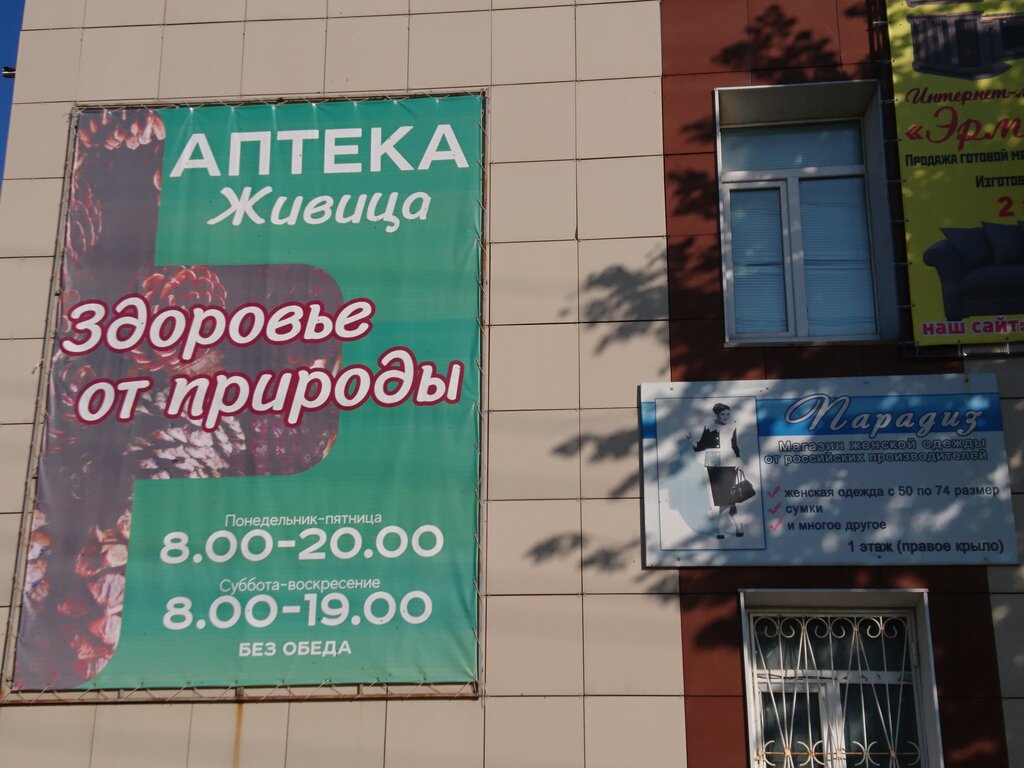 АПТЕКА
Живица
Здоровье
от природы
Понедельник-пятница
8.00-20.00
Суббота-воскресение
8.00-19.00
БЕЗ ОБЕДА
Парадиз
Магазин женской одежды
от российских производителей
женская одежда с 50 по 74 размер
сумки
и многое другое
1 этаж (правое крыло)
Интернет-
Продажа готовой
2
наш сайт: